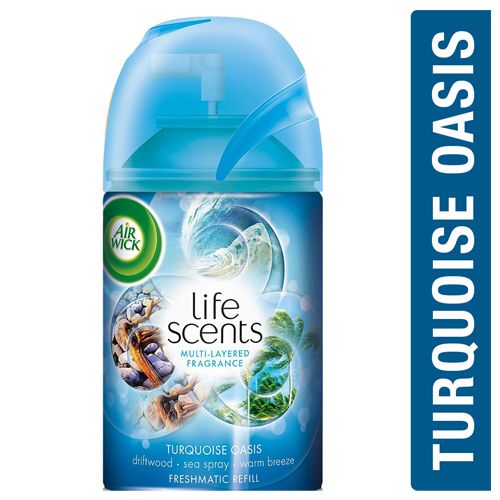 AIR
WICK
life
scents
MULTI-LAYERED
FRAGRANCE
TURQUOISE OASIS
driftwood • sea spray • warm breeze
FRESHMATIC REFILL
TURQUOISE OASIS